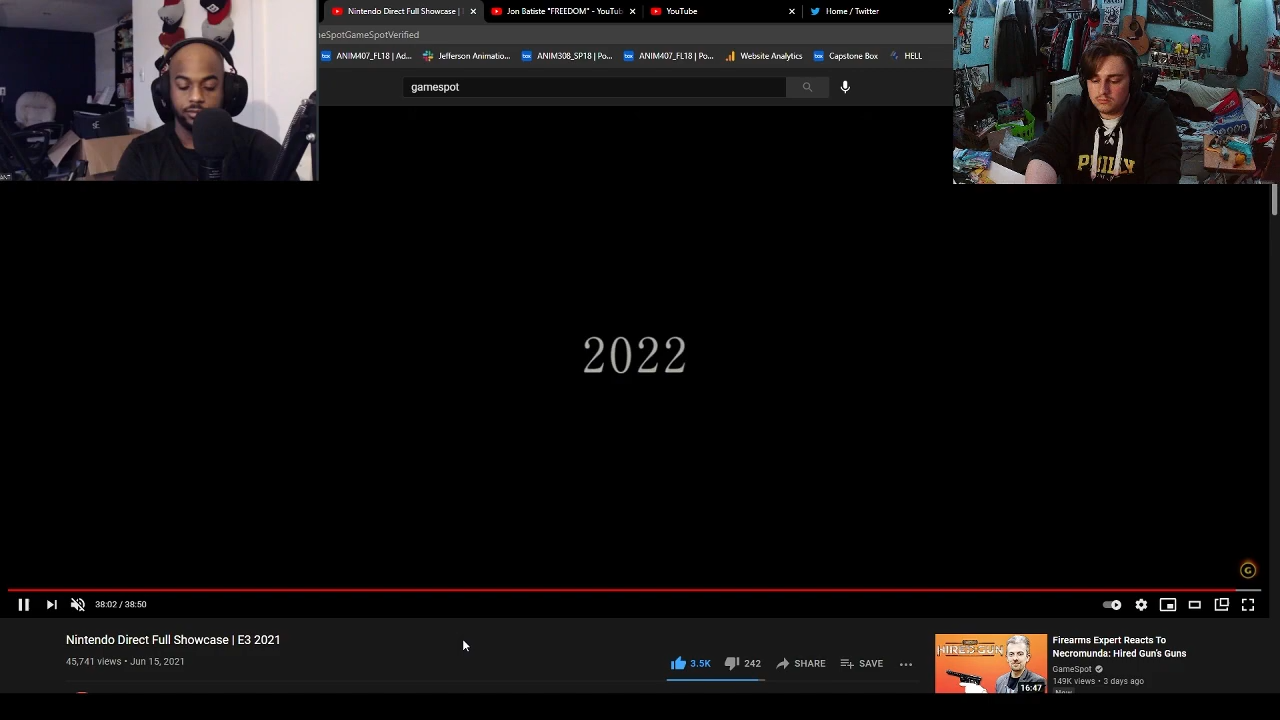 Nintendo Direct Full Showcase |
Jon Batiste "FREEDOM" - YouTub
YouTube
Home / Twitter
eSpotGameSpotVerified
ANIM407_FL18 | Ad...
Jefferson Animatio...
ANIM308_SP18 | Po...
ANIM407_FL18 | Po...
Website Analytics
Capstone Box
HELL
gamespot
PHILLY
2022
G
38:02 / 38:50
Nintendo Direct Full Showcase | E3 2021
45,741 views • Jun 15, 2021
3.5K
242
SHARE
SAVE
HIRED GUN
16:47
Firearms Expert Reacts To
Necromunda: Hired Gun's Guns
GameSpot
149K views • 3 days ago
New